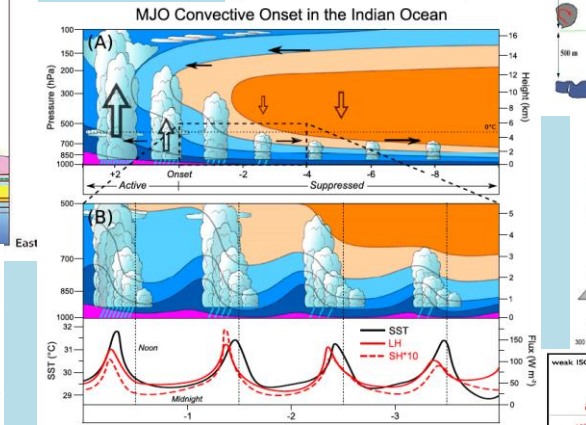 MJO Convective Onset in the Indian Ocean
(A)
Pressure (hPa)
100
150
200
300
500
700
850
1000
16
14
12
10
8
6
4
2
0
Height (km)
0°C
+2 Onset -2 -4 -6
Active Suppressed
500 m
East
(B)
500
700
850
1000
5
4
3
2
1
0
SST (°C)
32
31
30
29
Noon
Midnight
SST
LH
SH*10
150
100
50
0
Flux (W m⁻²)
-1 -2 -3
300
weak ISO